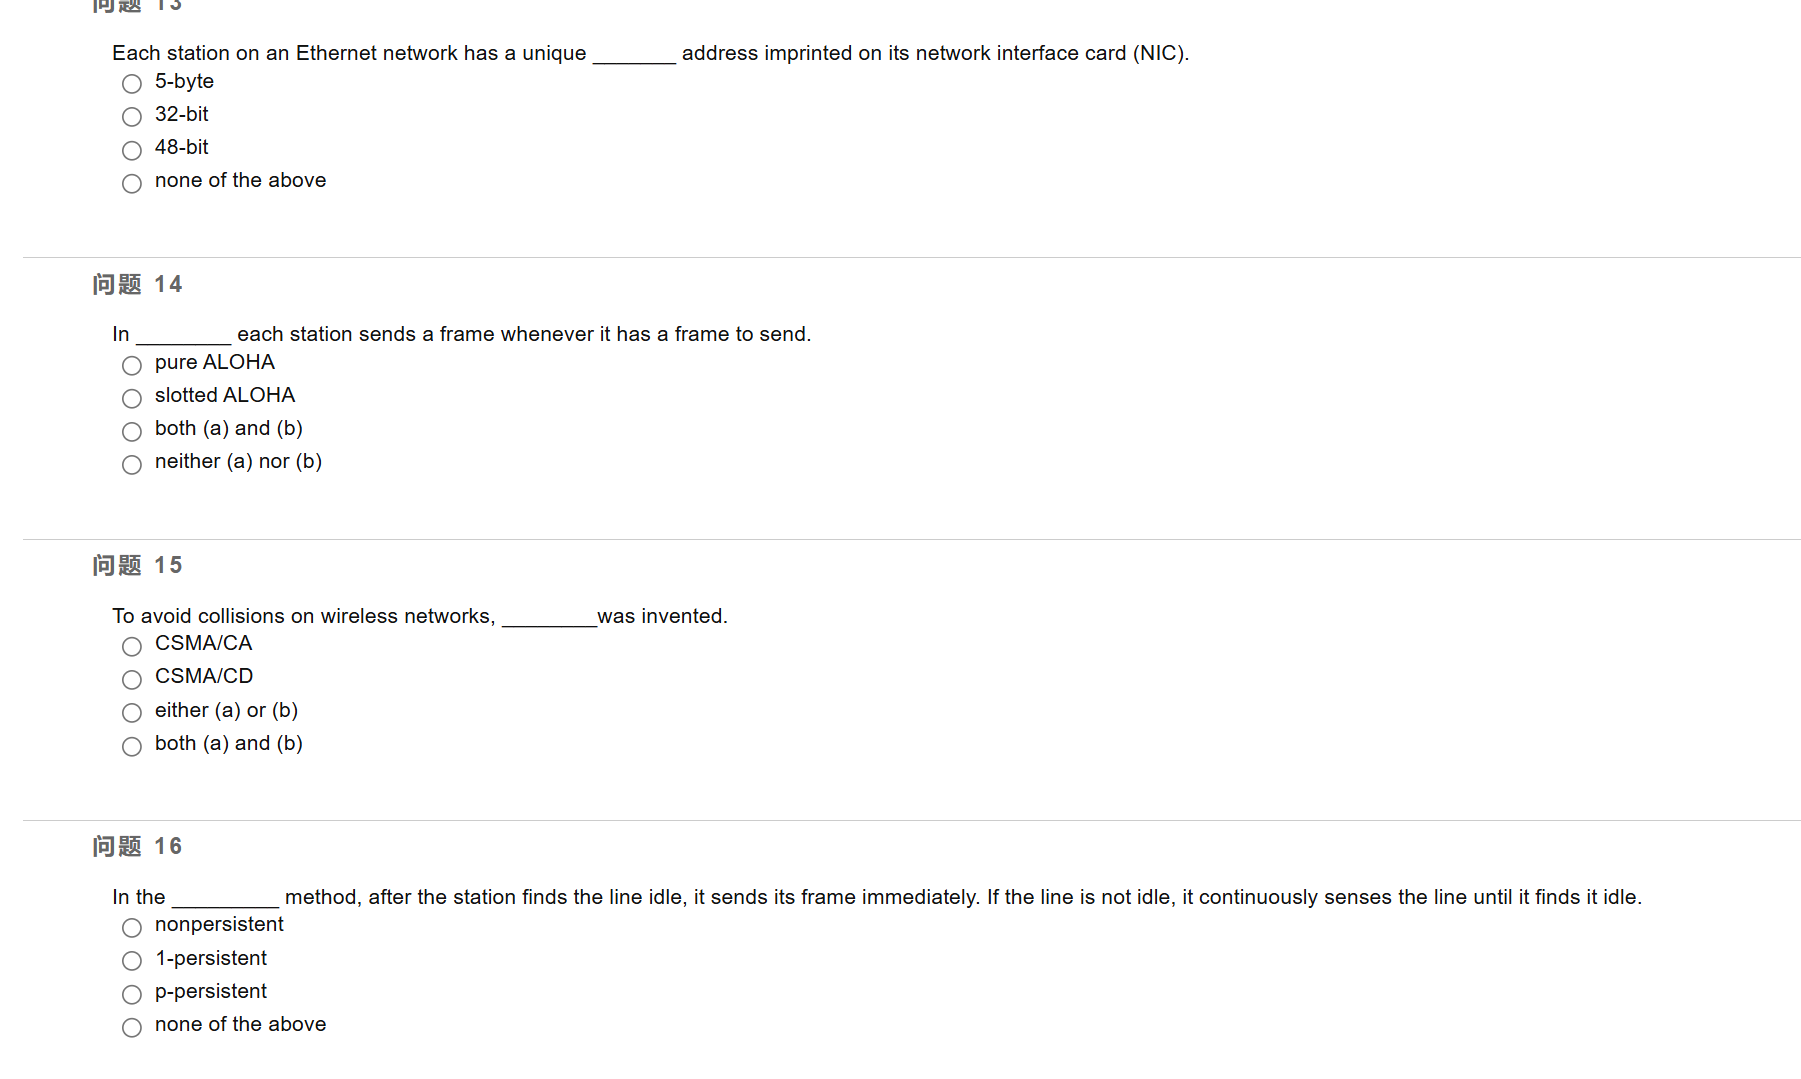 问题 13
Each station on an Ethernet network has a unique _______ address imprinted on its network interface card (NIC).
5-byte
32-bit
48-bit
none of the above
问题 14
In ________ each station sends a frame whenever it has a frame to send.
pure ALOHA
slotted ALOHA
both (a) and (b)
neither (a) nor (b)
问题 15
To avoid collisions on wireless networks, ________was invented.
CSMA/CA
CSMA/CD
either (a) or (b)
both (a) and (b)
问题 16
In the _________ method, after the station finds the line idle, it sends its frame immediately. If the line is not idle, it continuously senses the line until it finds it idle.
nonpersistent
1-persistent
p-persistent
none of the above